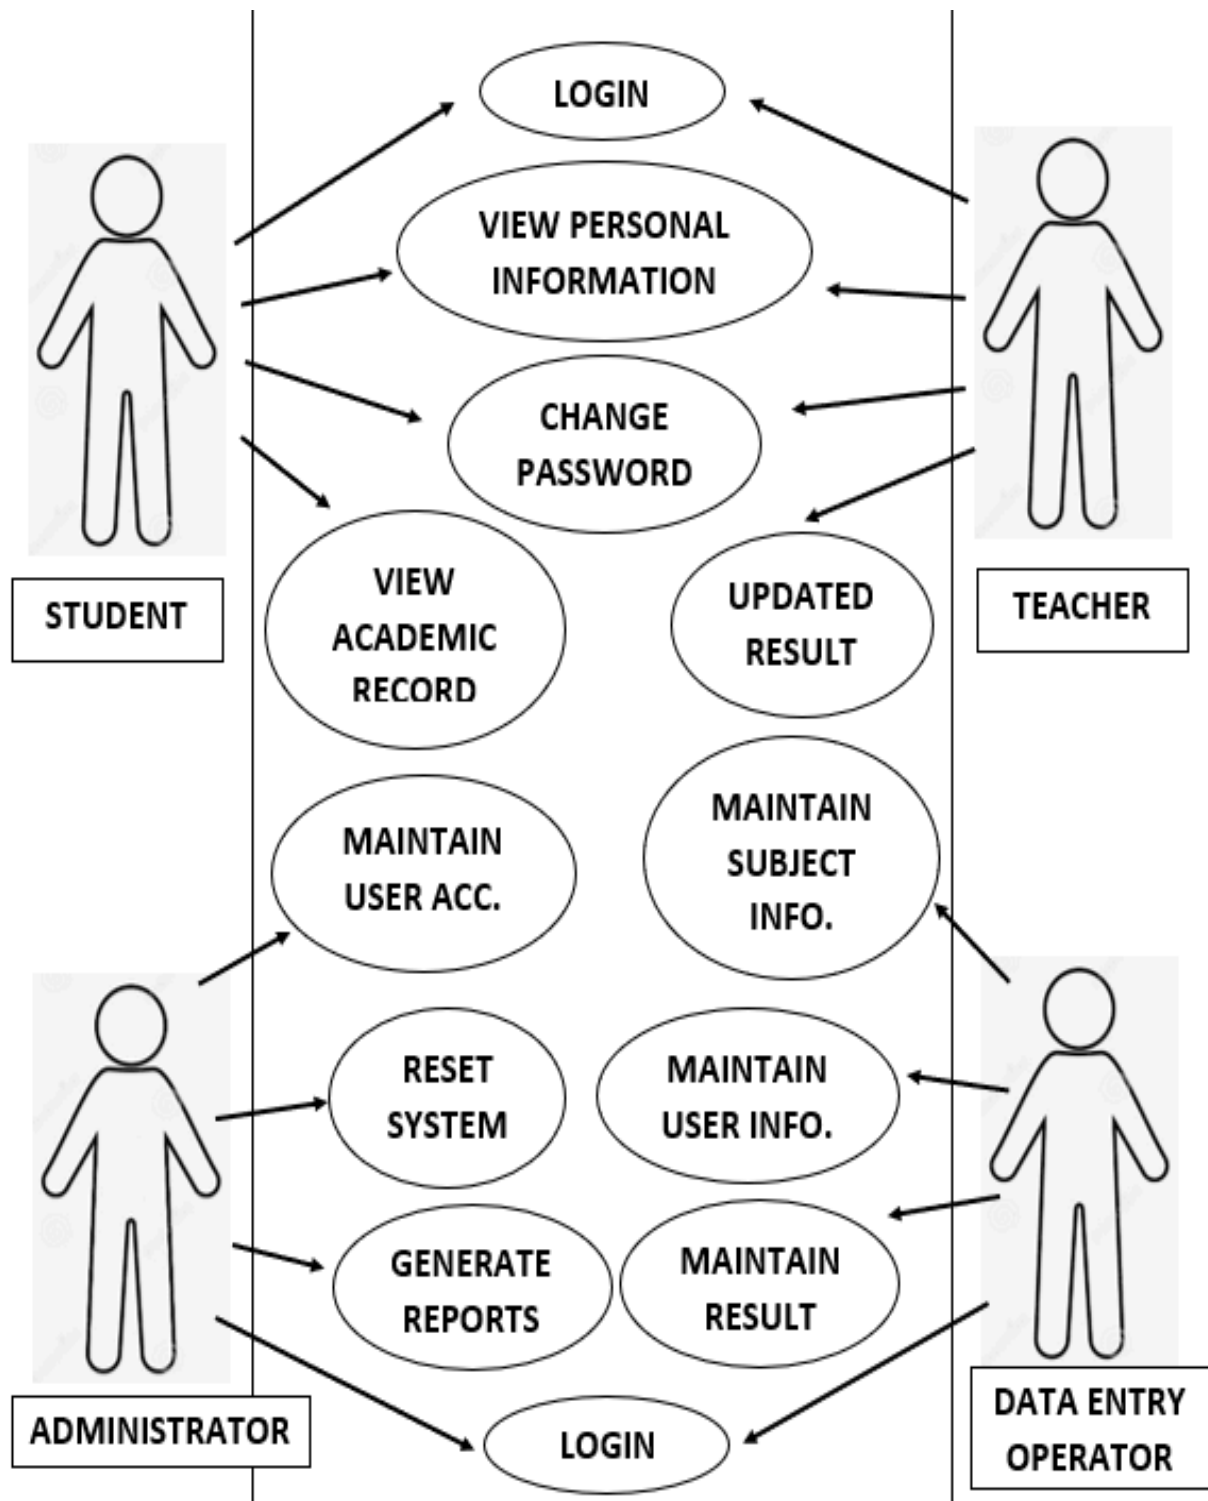 LOGIN
VIEW PERSONAL
INFORMATION
CHANGE
PASSWORD
STUDENT
TEACHER
VIEW
ACADEMIC
RECORD
UPDATED
RESULT
MAINTAIN
USER ACC.
MAINTAIN
SUBJECT
INFO.
RESET
SYSTEM
MAINTAIN
USER INFO.
GENERATE
REPORTS
MAINTAIN
RESULT
ADMINISTRATOR
LOGIN
DATA ENTRY
OPERATOR